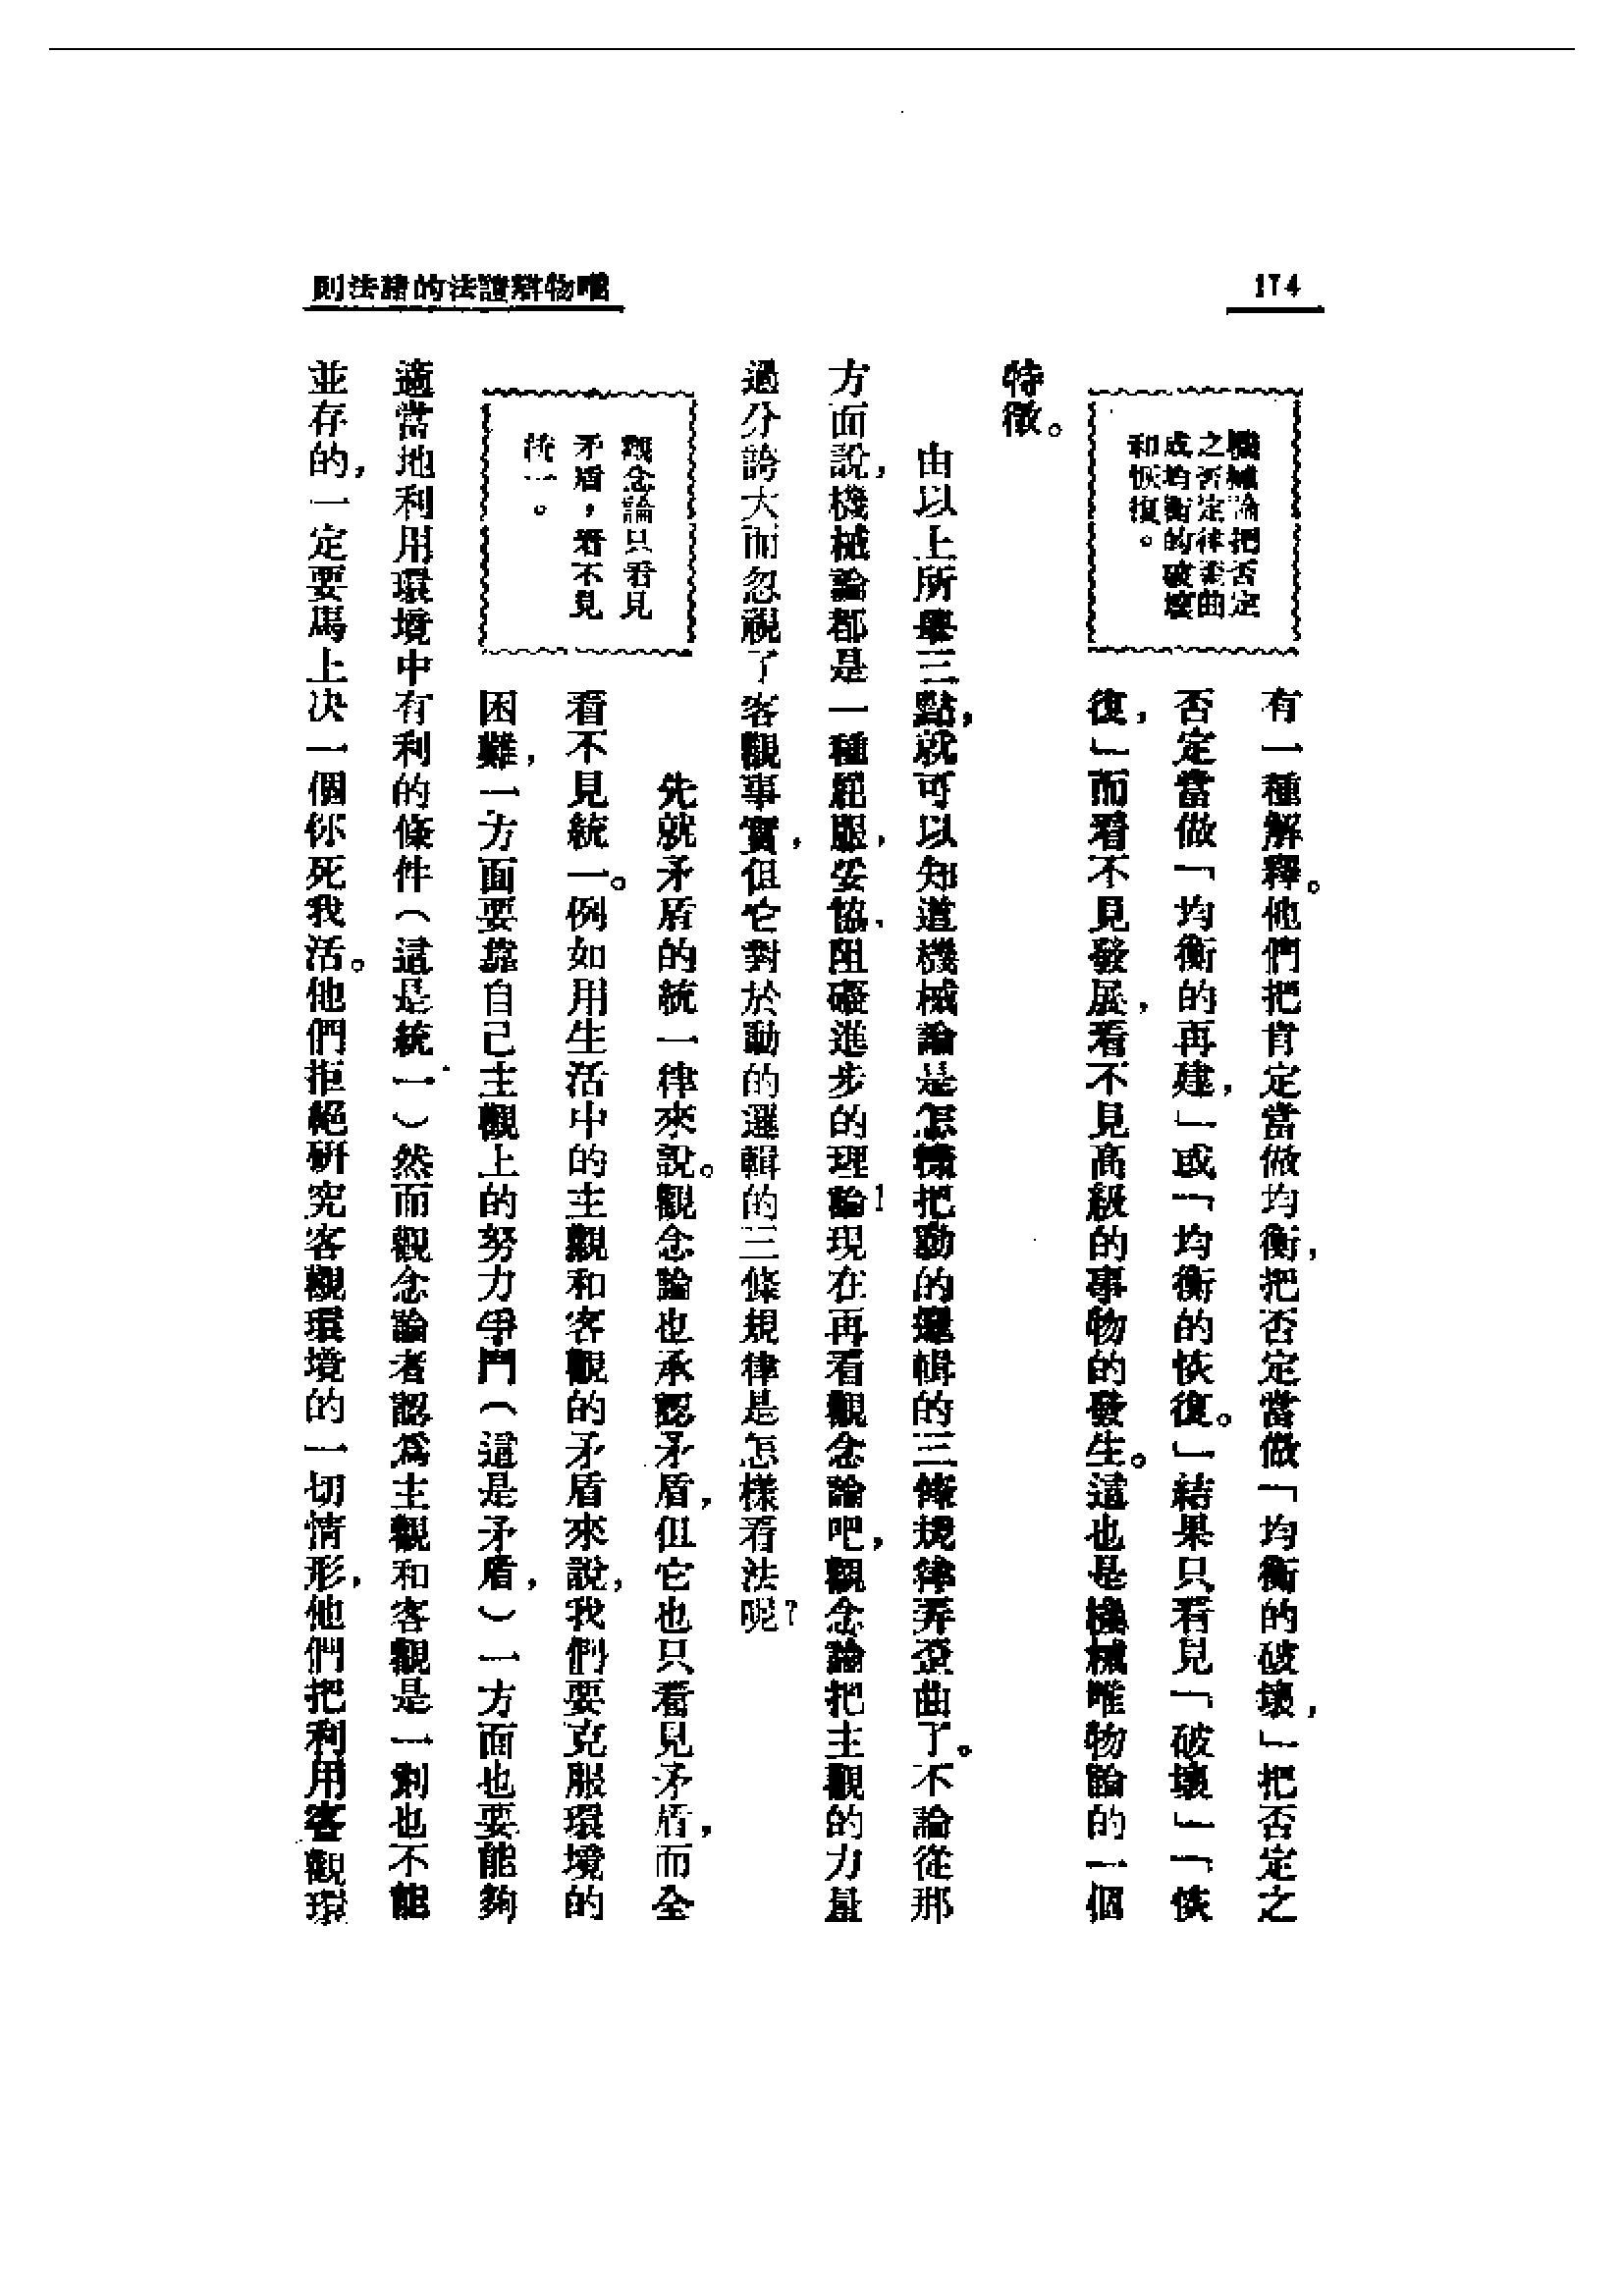 174
唯物辯證法的諸法則
機械論把否定
之否定律歪曲
成均衡的破壞
和恢復。
有一種解釋。他們把肯定當做均衡，把否定當做「均衡的破壞，」把否定之
否定當做「均衡的再建，」或「均衡的恢復。」結果只看見「破壞」「恢
復，」而看不見發展，看不見高級的事物的發生。這也是機械唯物論的一個
特徵。
由以上所舉三點，就可以知道機械論是怎樣把動的邏輯的三條規律弄歪曲了。不論從那
方面說，機械論都是一種屈服，妥協，阻礙進步的理論！現在再看觀念論吧，觀念論把主觀的力量
過分誇大而忽視了客觀事實，但它對於動的邏輯的三條規律是怎樣看法呢？
觀念論只看見
矛盾，看不見
統一。
先就矛盾的統一律來說。觀念論也承認矛盾，但它也只看見矛盾，而全
看不見統一。例如用生活中的主觀和客觀的矛盾來說，我們要克服環境的
困難，一方面要靠自己主觀上的努力爭鬥（這是矛盾，）一方面也要能夠
適當地利用環境中有利的條件（這是統一）然而觀念論者認為主觀和客觀是一刻也不能
並存的，一定要馬上决一個你死我活。他們拒絕研究客觀環境的一切情形，他們把利用客觀環